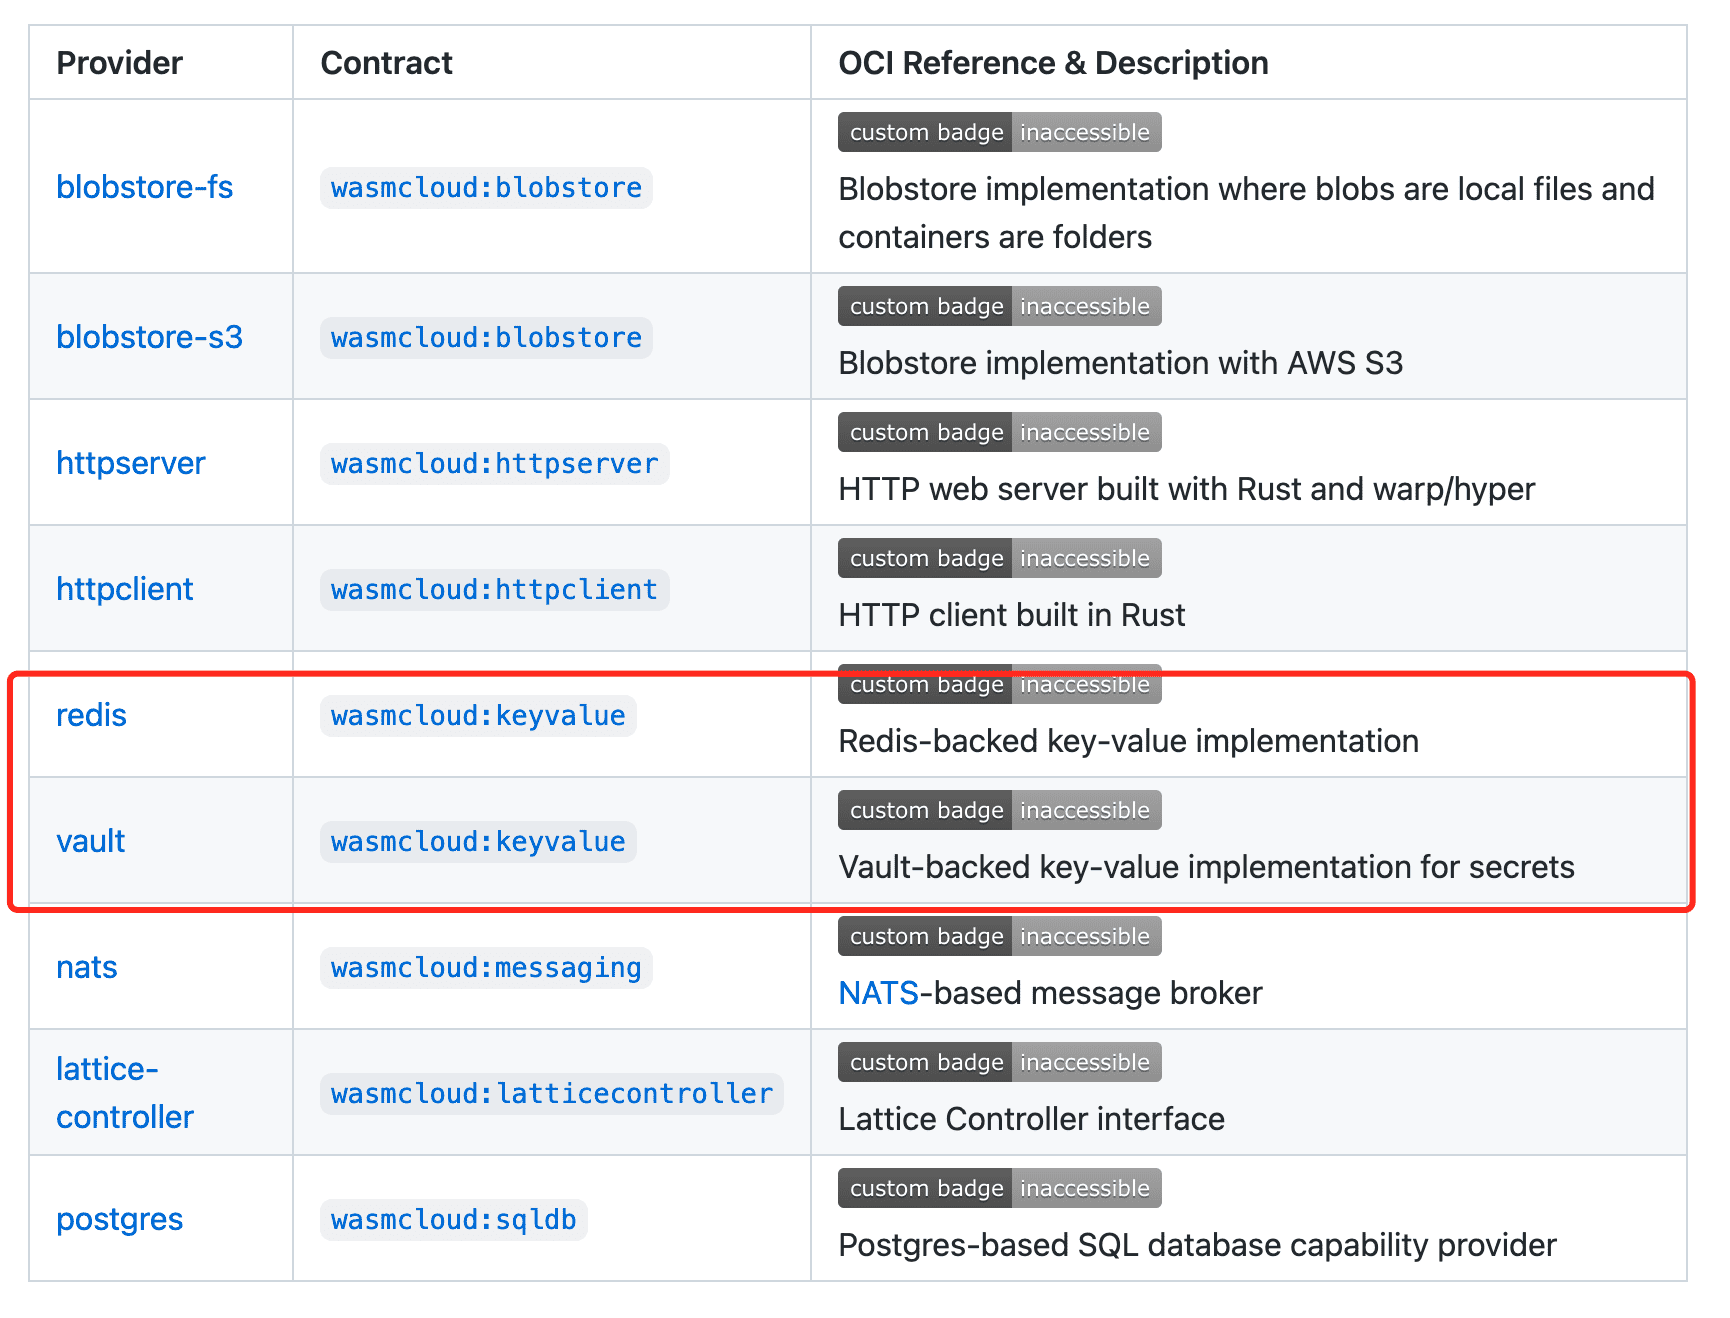 Provider Contract OCI Reference & Description
custom badge inaccessible
blobstore-fs wasmcloud:blobstore Blobstore implementation where blobs are local files and
containers are folders
custom badge inaccessible
blobstore-s3 wasmcloud:blobstore
Blobstore implementation with AWS S3
custom badge inaccessible
httpserver wasmcloud:httpserver
HTTP web server built with Rust and warp/hyper
custom badge inaccessible
httpclient wasmcloud:httpclient
HTTP client built in Rust
custom badge inaccessible
redis wasmcloud:keyvalue
Redis-backed key-value implementation
custom badge inaccessible
vault wasmcloud:keyvalue
Vault-backed key-value implementation for secrets
custom badge inaccessible
nats wasmcloud:messaging
NATS-based message broker
custom badge inaccessible
lattice-
controller wasmcloud:latticecontroller
Lattice Controller interface
custom badge inaccessible
postgres wasmcloud:sqldb
Postgres-based SQL database capability provider